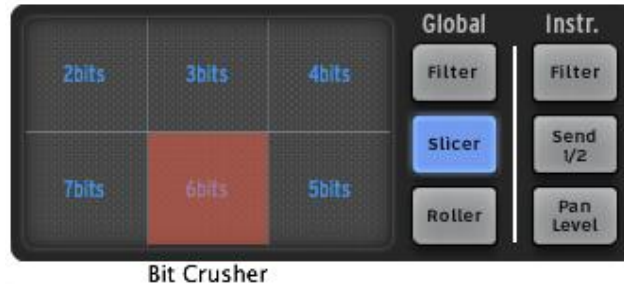 Global Instr.
2bits 3bits 4bits
Filter Filter
Slicer Send
1/2
7bits 6bits 5bits
Roller Pan
Level
Bit Crusher